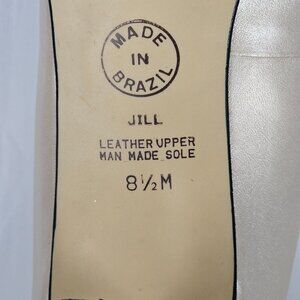 MADE
IN
BRAZIL
JILL
LEATHER UPPER
MAN MADE SOLE
8½M